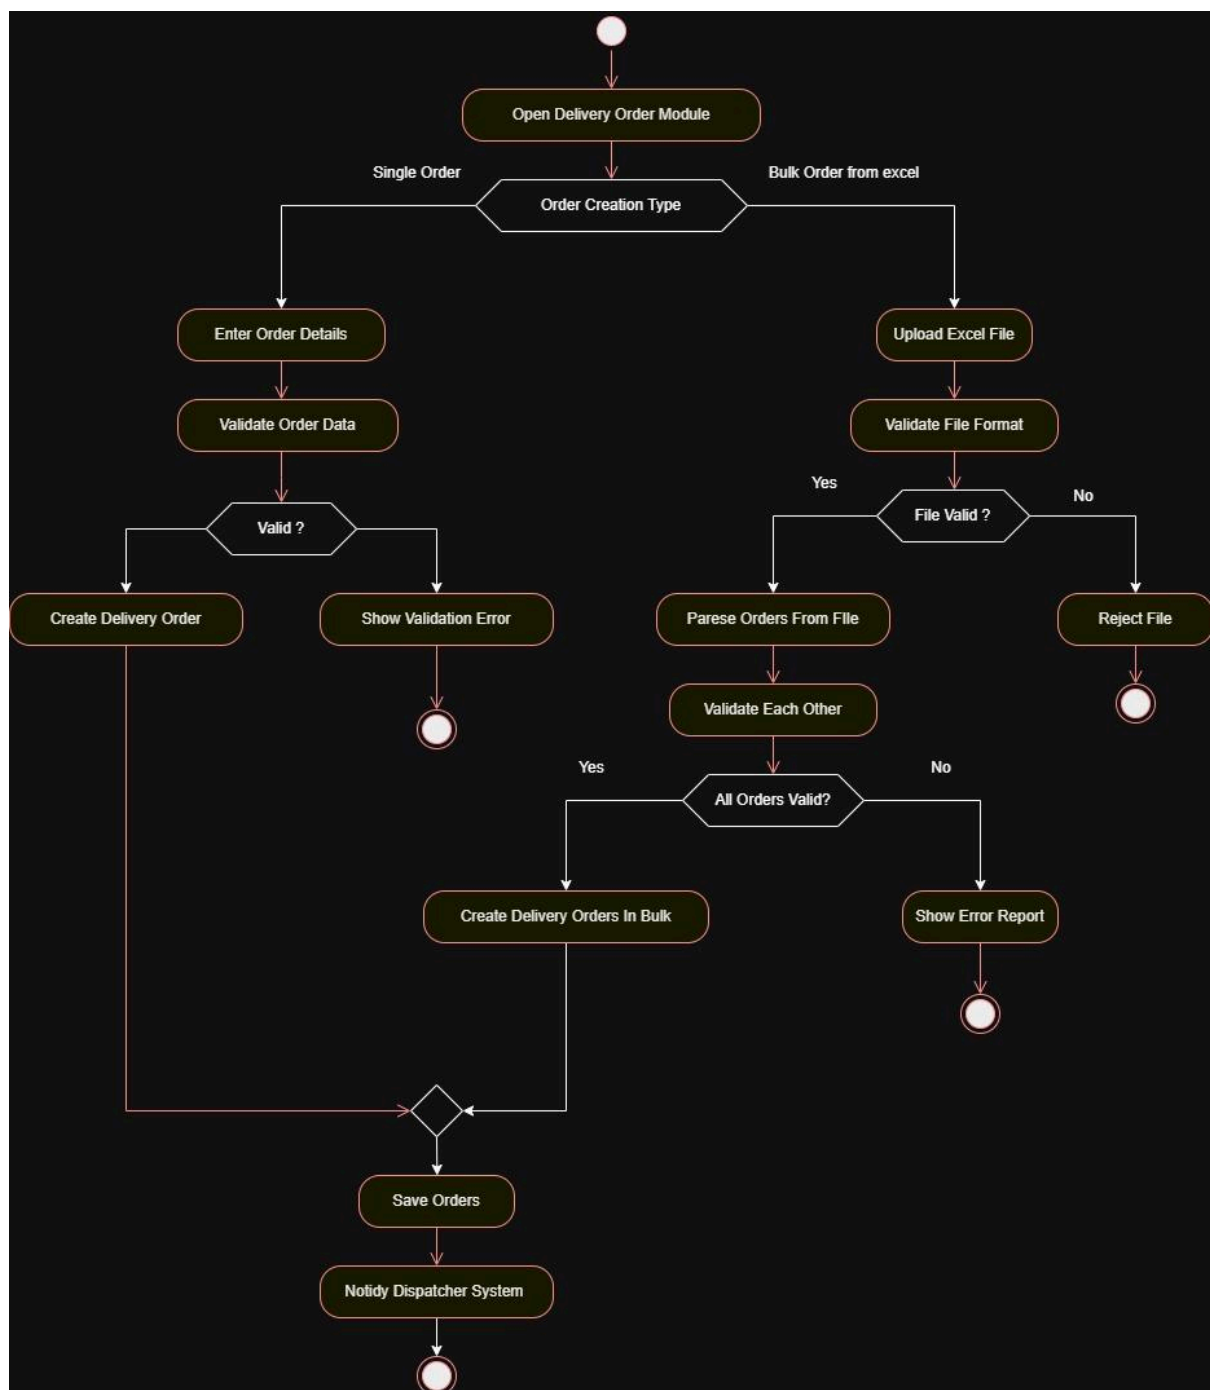 Open Delivery Order Module
Single Order
Bulk Order from excel
Order Creation Type
Enter Order Details
Upload Excel File
Validate Order Data
Validate File Format
Yes
No
Valid ?
File Valid ?
Create Delivery Order
Show Validation Error
Parese Orders From FIle
Reject File
Validate Each Other
Yes
No
All Orders Valid?
Create Delivery Orders In Bulk
Show Error Report
Save Orders
Notidy Dispatcher System